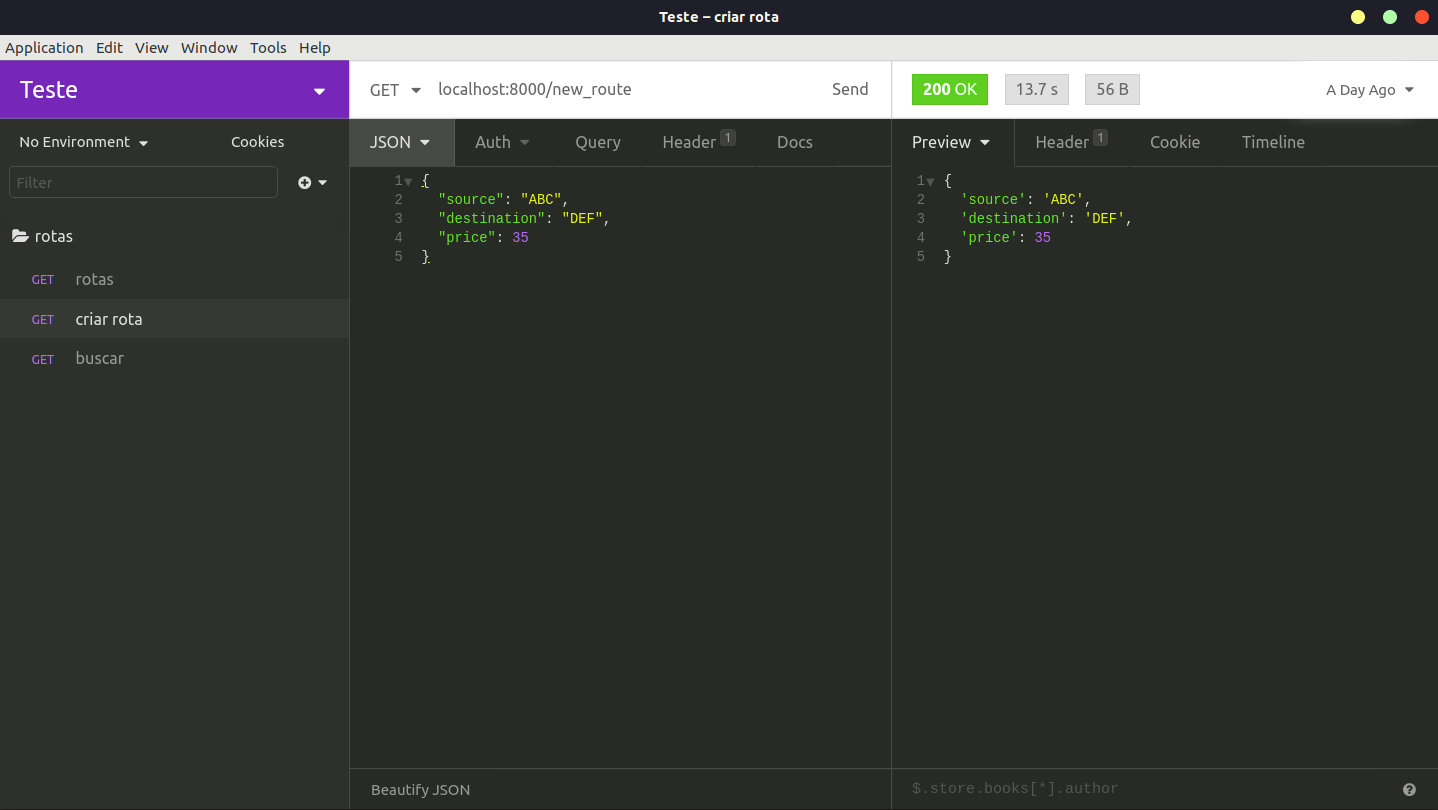 Teste – criar rota
Application Edit View Window Tools Help
Teste
GET localhost:8000/new_route Send
200 OK 13.7 s 56 B A Day Ago
No Environment Cookies
JSON Auth Query Header 1 Docs
Preview Header 1 Cookie Timeline
Filter
rotas
GET rotas
GET criar rota
GET buscar
1 {
2 "source": "ABC",
3 "destination": "DEF",
4 "price": 35
5 }
1 {
2 'source': 'ABC',
3 'destination': 'DEF',
4 'price': 35
5 }
Beautify JSON
$.store.books[*].author